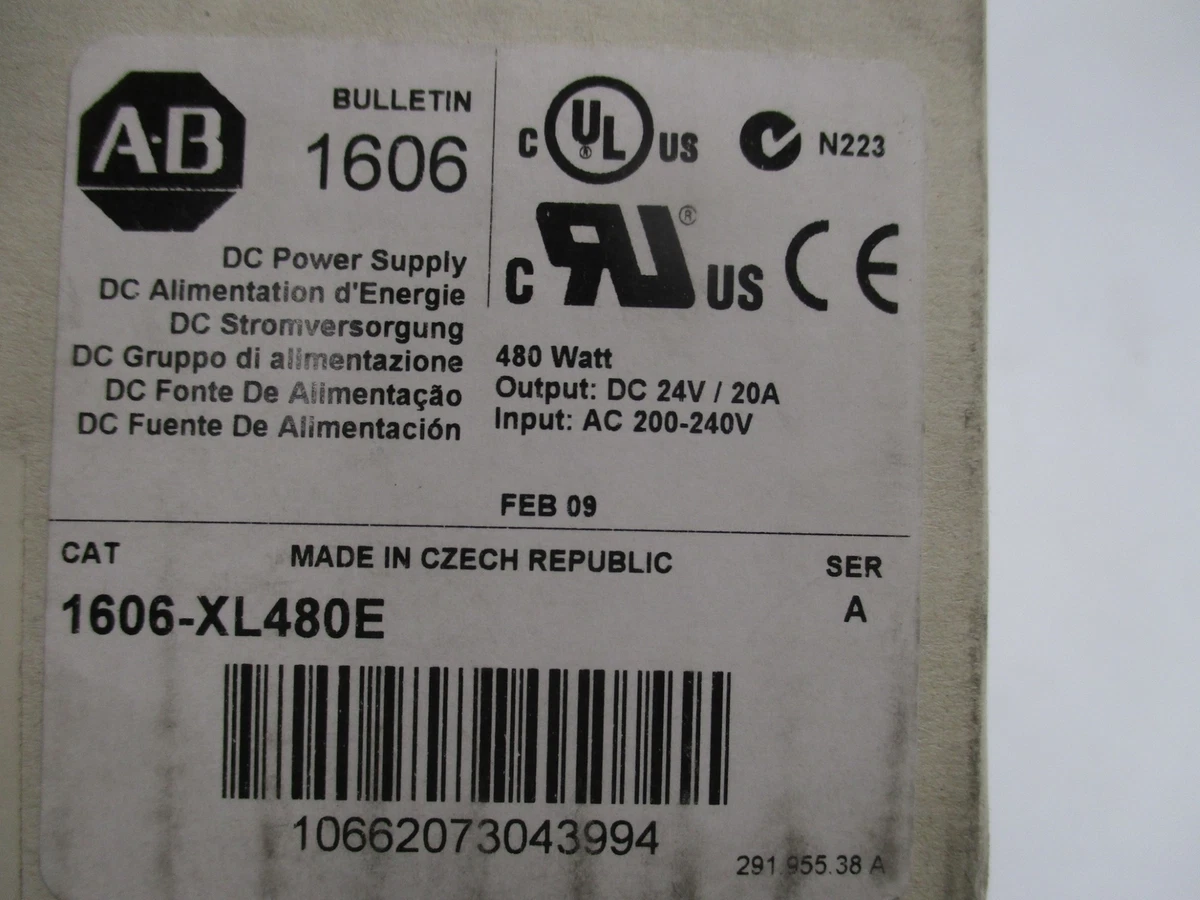 A·B
BULLETIN
1606
DC Power Supply
DC Alimentation d'Energie
DC Stromversorgung
DC Gruppo di alimentazione
DC Fonte De Alimentação
DC Fuente De Alimentación
C UL ® US N223
C RU ® US CE
480 Watt
Output: DC 24V / 20A
Input: AC 200-240V
FEB 09
CAT MADE IN CZECH REPUBLIC SER
1606-XL480E A
10662073043994
291.955.38 A